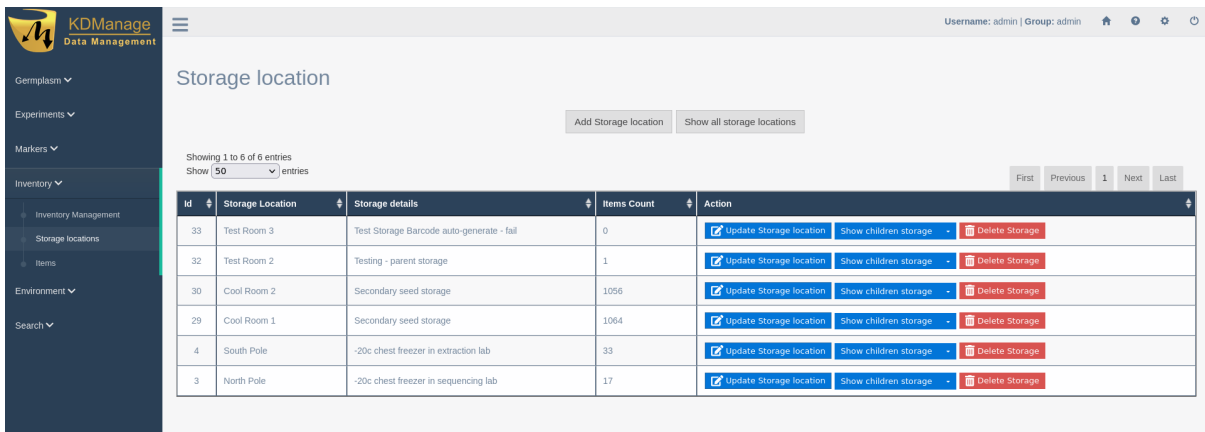 KDManage
Data Management
Username: admin | Group: admin
Germplasm
Experiments
Markers
Inventory
Inventory Management
Storage locations
Items
Environment
Search
Storage location
Add Storage location Show all storage locations
Showing 1 to 6 of 6 entries
Show 50 entries
First Previous 1 Next Last
Id Storage Location Storage details Items Count Action
33 Test Room 3 Test Storage Barcode auto-generate - fail 0 Update Storage location Show children storage Delete Storage
32 Test Room 2 Testing - parent storage 1 Update Storage location Show children storage Delete Storage
30 Cool Room 2 Secondary seed storage 1056 Update Storage location Show children storage Delete Storage
29 Cool Room 1 Secondary seed storage 1064 Update Storage location Show children storage Delete Storage
4 South Pole -20c chest freezer in extraction lab 33 Update Storage location Show children storage Delete Storage
3 North Pole -20c chest freezer in sequencing lab 17 Update Storage location Show children storage Delete Storage